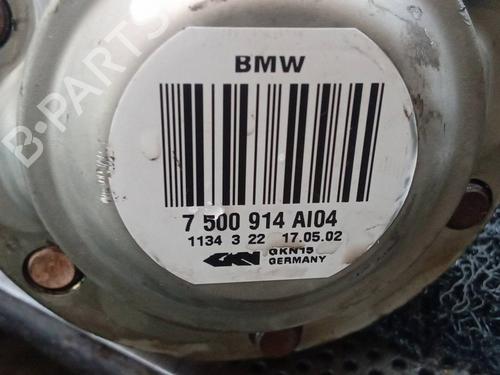 B-PARTS
BMW
7 500 914 AI04
1134 3 22 17.05.02
GKN
GKN15
GERMANY